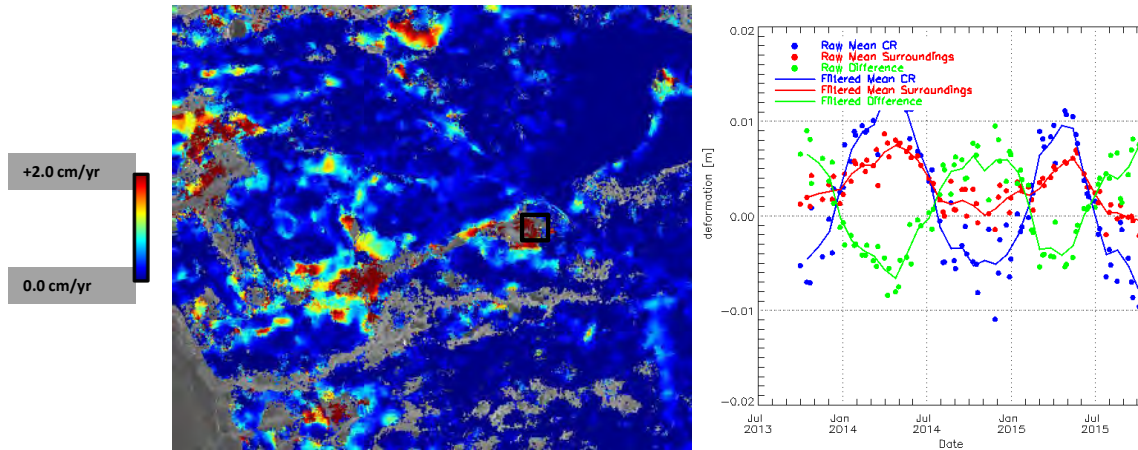 +2.0 cm/yr
0.0 cm/yr
0.02
0.01
0.00
−0.01
−0.02
deformation [m]
Raw Mean CR
Raw Mean Surroundings
Raw Difference
Filtered Mean CR
Filtered Mean Surroundings
Filtered Difference
Jul
2013
Jan
2014
Jul
2014
Jan
2015
Jul
2015
Date